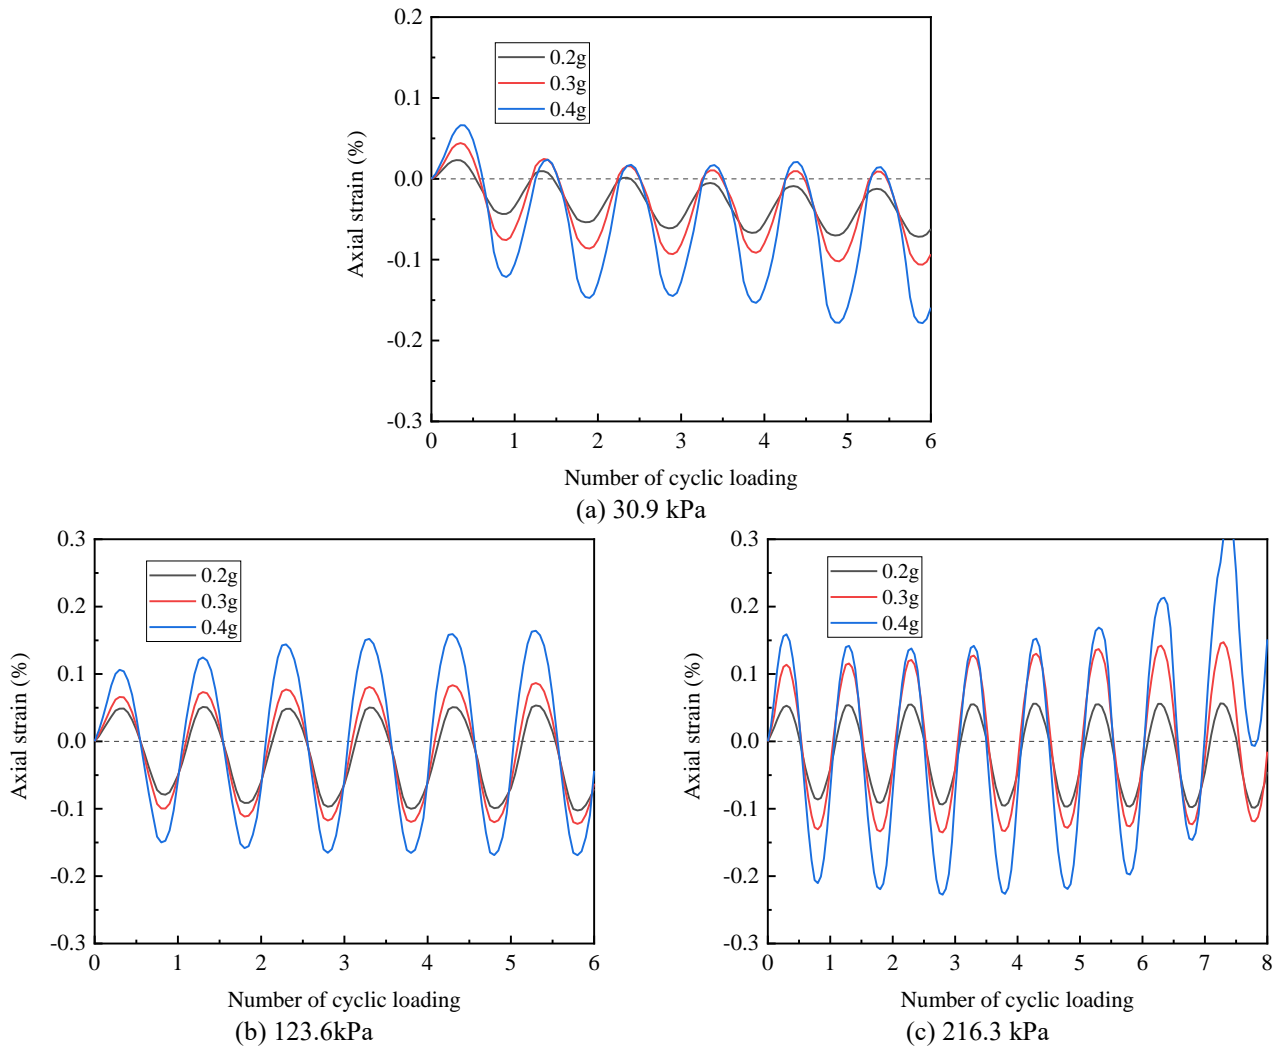 0.2
0.1
0.0
-0.1
-0.2
-0.3
Axial strain (%)
0.2g
0.3g
0.4g
0 1 2 3 4 5 6
Number of cyclic loading
(a) 30.9 kPa
0.3
0.2
0.1
0.0
-0.1
-0.2
-0.3
Axial strain (%)
0.2g
0.3g
0.4g
0 1 2 3 4 5 6
Number of cyclic loading
(b) 123.6kPa
0.3
0.2
0.1
0.0
-0.1
-0.2
-0.3
Axial strain (%)
0.2g
0.3g
0.4g
0 1 2 3 4 5 6 7 8
Number of cyclic loading
(c) 216.3 kPa